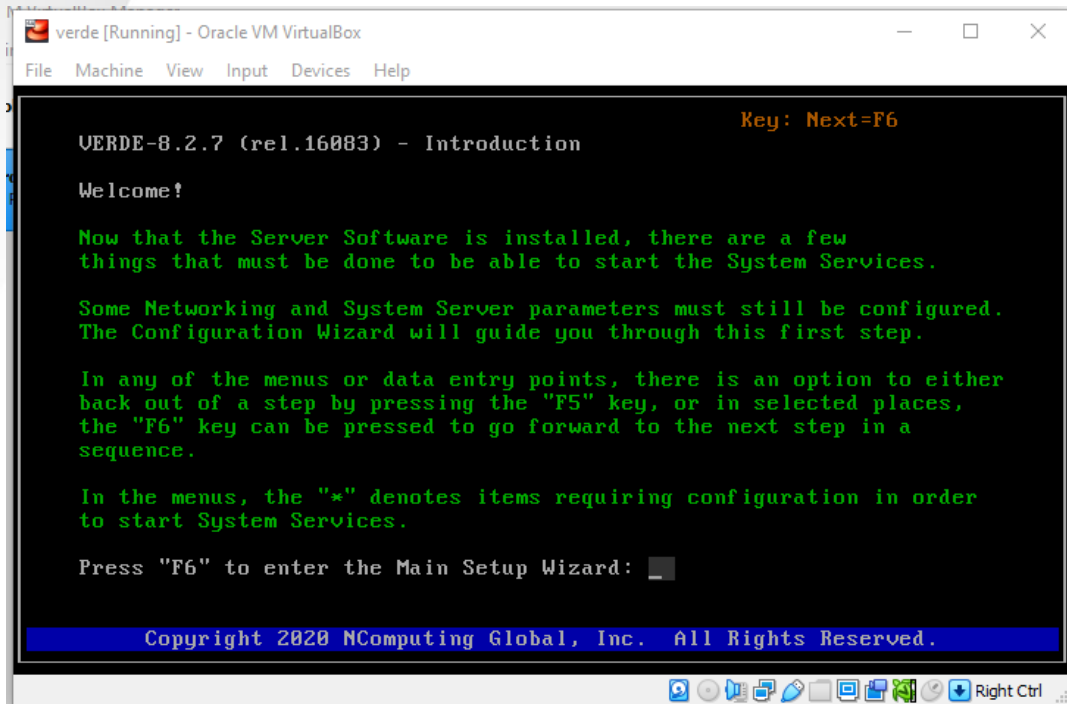 verde [Running] - Oracle VM VirtualBox
File Machine View Input Devices Help
Key: Next=F6
VERDE-8.2.7 (rel.16083) - Introduction
Welcome!
Now that the Server Software is installed, there are a few
things that must be done to be able to start the System Services.
Some Networking and System Server parameters must still be configured.
The Configuration Wizard will guide you through this first step.
In any of the menus or data entry points, there is an option to either
back out of a step by pressing the "F5" key, or in selected places,
the "F6" key can be pressed to go forward to the next step in a
sequence.
In the menus, the "*" denotes items requiring configuration in order
to start System Services.
Press "F6" to enter the Main Setup Wizard: _
Copyright 2020 NComputing Global, Inc. All Rights Reserved.
Right Ctrl